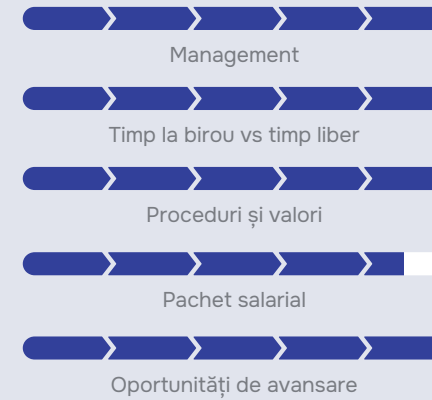 Management
Timp la birou vs timp liber
Proceduri și valori
Pachet salarial
Oportunități de avansare